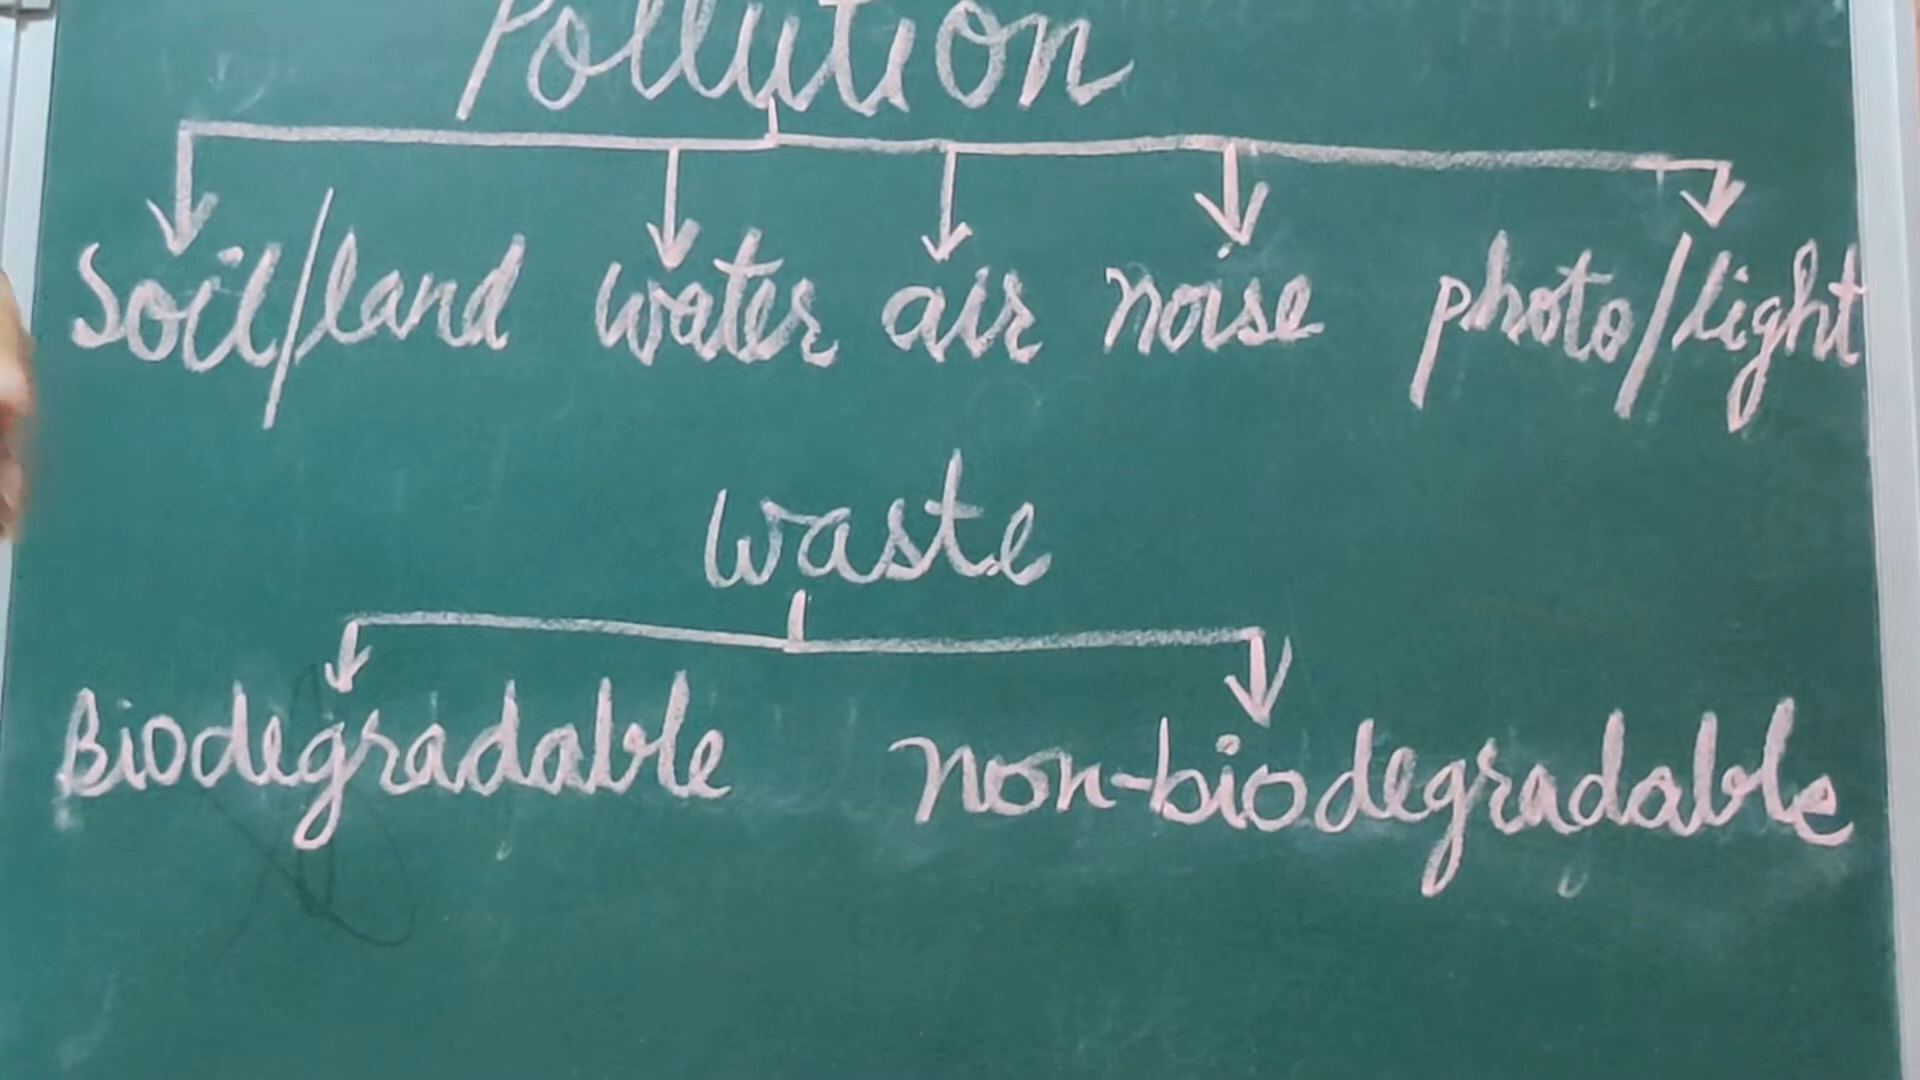 Pollution
Soil/land water air noise photo/light
waste
Biodegradable non-biodegradable